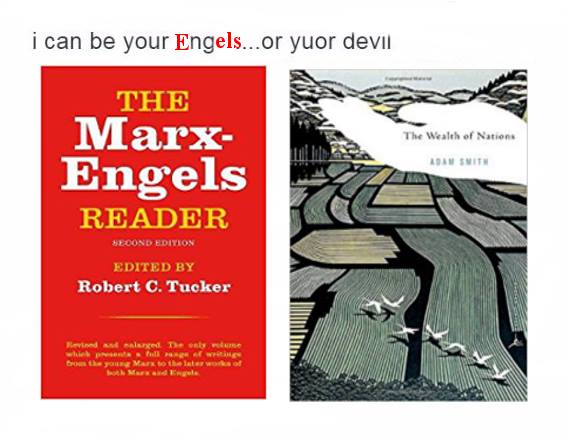 i can be your Engels...or yuor devil
THE
Marx-
Engels
READER
SECOND EDITION
EDITED BY
Robert C. Tucker
Revised and enlarged. The only volume
which presents a full range of writings
from the young Marx to the later works of
both Marx and Engels.
Copyrighted Material
The Wealth of Nations
ADAM SMITH